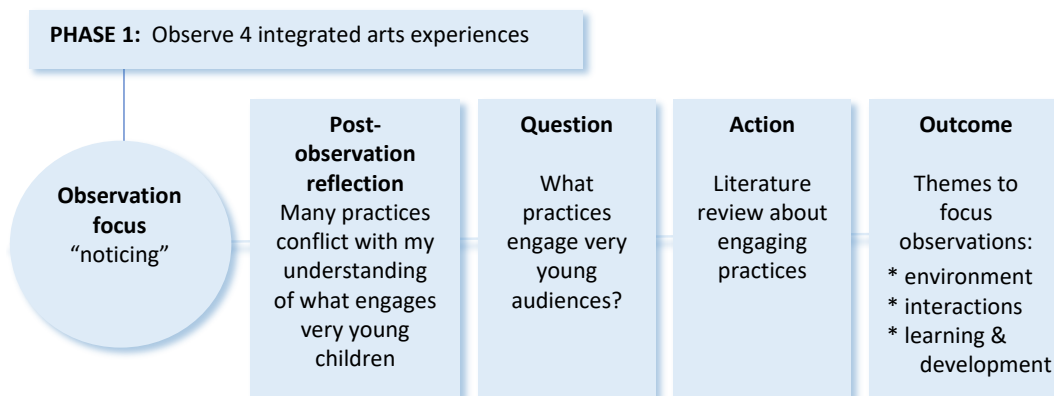 PHASE 1: Observe 4 integrated arts experiences
Observation
focus
“noticing”
Post-
observation
reflection
Many practices
conflict with my
understanding
of what engages
very young
children
Question
What
practices
engage very
young
audiences?
Action
Literature
review about
engaging
practices
Outcome
Themes to
focus
observations:
* environment
* interactions
* learning &
development